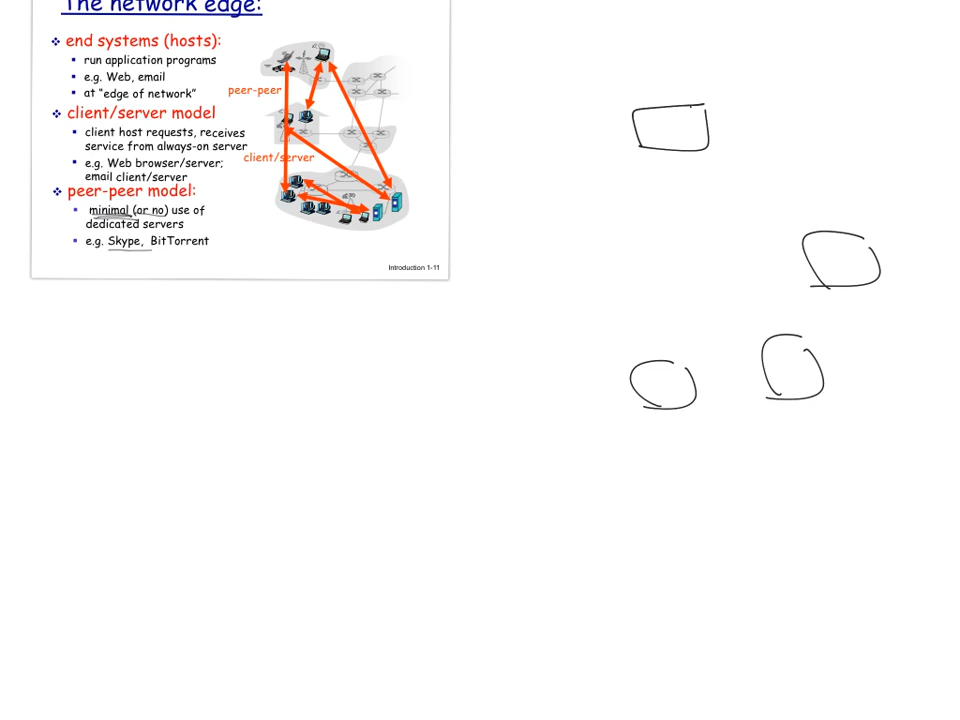 The network edge:
❖ end systems (hosts):
▪ run application programs
▪ e.g. Web, email
▪ at “edge of network”
peer-peer
❖ client/server model
▪ client host requests, receives
service from always-on server
client/server
▪ e.g. Web browser/server;
email client/server
❖ peer-peer model:
▪ minimal (or no) use of
dedicated servers
▪ e.g. Skype, BitTorrent
Introduction 1-11